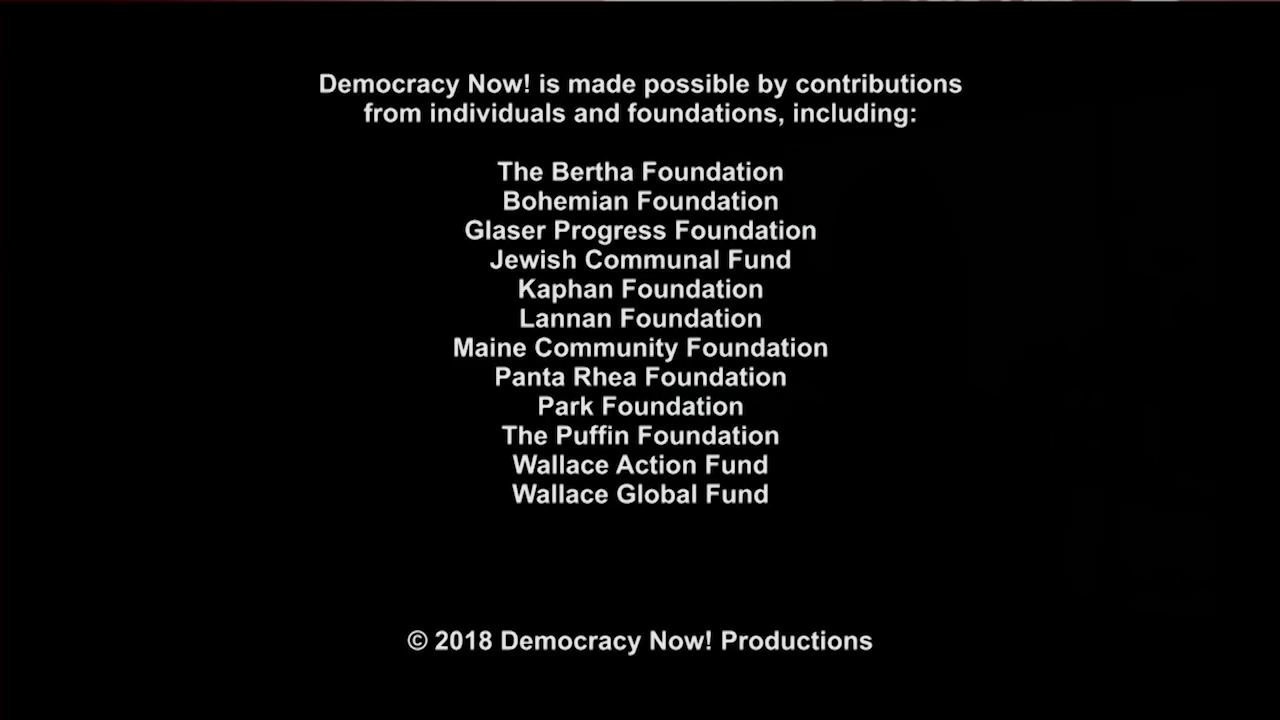 Democracy Now! is made possible by contributions
from individuals and foundations, including:
The Bertha Foundation
Bohemian Foundation
Glaser Progress Foundation
Jewish Communal Fund
Kaphan Foundation
Lannan Foundation
Maine Community Foundation
Panta Rhea Foundation
Park Foundation
The Puffin Foundation
Wallace Action Fund
Wallace Global Fund
© 2018 Democracy Now! Productions